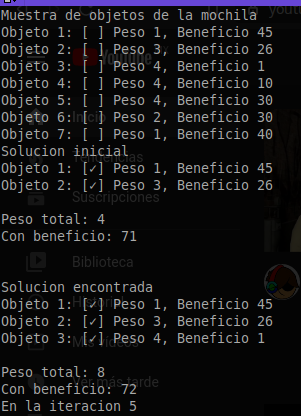 Muestra de objetos de la mochila
Objeto 1: [ ] Peso 1, Beneficio 45
Objeto 2: [ ] Peso 3, Beneficio 26
Objeto 3: [ ] Peso 4, Beneficio 1
Objeto 4: [ ] Peso 4, Beneficio 10
Objeto 5: [ ] Peso 4, Beneficio 30
Objeto 6: [ ] Peso 2, Beneficio 30
Objeto 7: [ ] Peso 1, Beneficio 40
Solucion inicial
Objeto 1: [✓] Peso 1, Beneficio 45
Objeto 2: [✓] Peso 3, Beneficio 26
Suscripciones
Peso total: 4
Con beneficio: 71
Biblioteca
Solucion encontrada
Objeto 1: [✓] Peso 1, Beneficio 45
Objeto 2: [✓] Peso 3, Beneficio 26
Objeto 3: [✓] Peso 4, Beneficio 1
Peso total: 8
Ver más tarde
Con beneficio: 72
En la iteracion 5